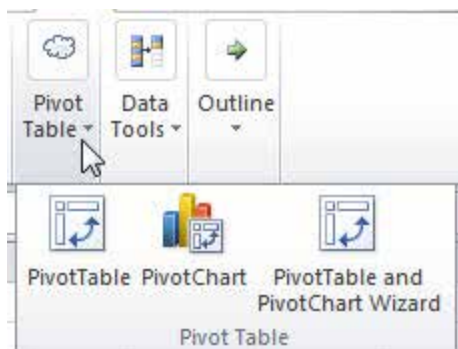 Pivot Table
Data Tools
Outline
PivotTable
PivotChart
PivotTable and
PivotChart Wizard
Pivot Table